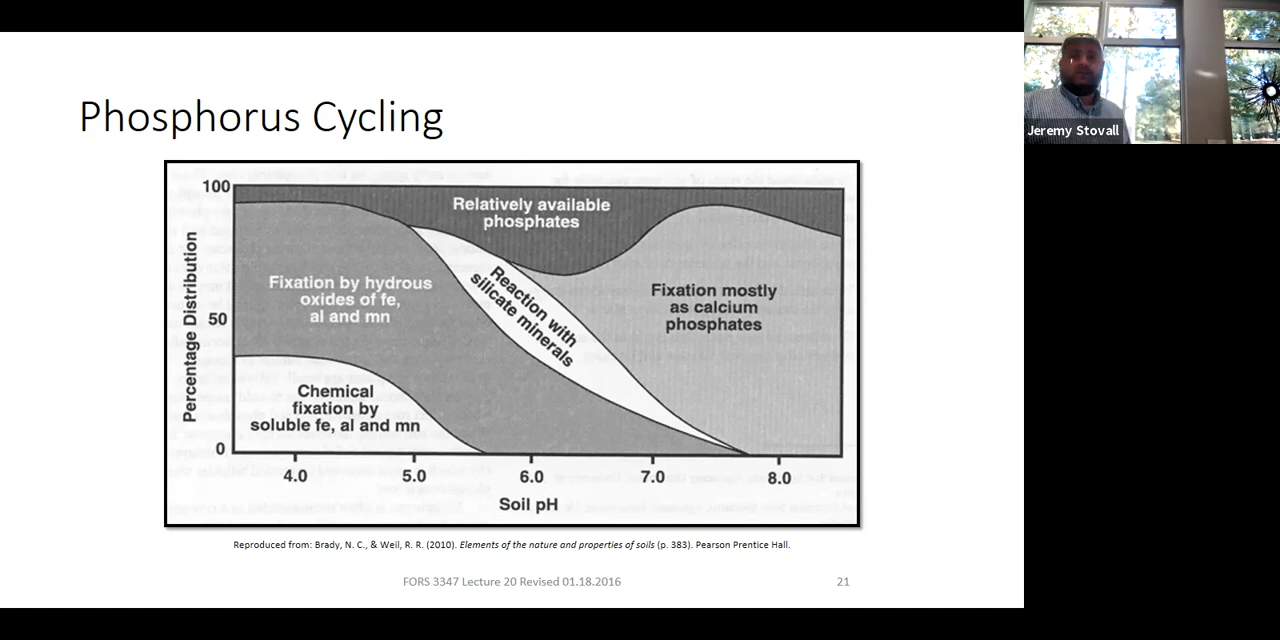 Phosphorus Cycling
Jeremy Stovall
Percentage Distribution
100
50
0
Relatively available
phosphates
Fixation by hydrous
oxides of fe,
al and mn
Reaction with
silicate minerals
Fixation mostly
as calcium
phosphates
Chemical
fixation by
soluble fe, al and mn
4.0 5.0 6.0 7.0 8.0
Soil pH
Reproduced from: Brady, N. C., & Weil, R. R. (2010). Elements of the nature and properties of soils (p. 383). Pearson Prentice Hall.
FORS 3347 Lecture 20 Revised 01.18.2016
21